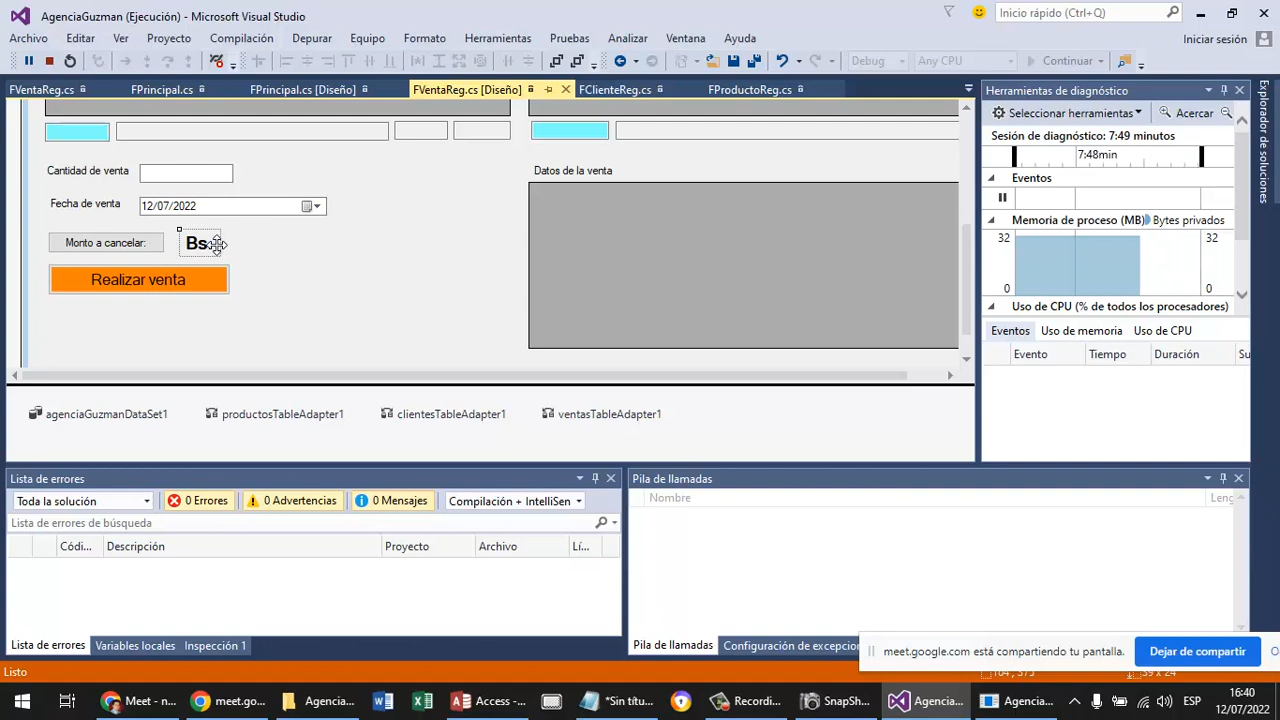 AgenciaGuzman (Ejecución) - Microsoft Visual Studio
Inicio rápido (Ctrl+Q)
Archivo Editar Ver Proyecto Compilación Depurar Equipo Formato Herramientas Pruebas Analizar Ventana Ayuda
Iniciar sesión
Debug Any CPU Continuar
FVentaReg.cs FPrincipal.cs FPrincipal.cs [Diseño] FVentaReg.cs [Diseño] FClienteReg.cs FProductoReg.cs
Herramientas de diagnóstico
Seleccionar herramientas Acercar
Sesión de diagnóstico: 7:49 minutos
7:48min
Eventos
Memoria de proceso (MB) Bytes privados
32 32
0 0
Uso de CPU (% de todos los procesadores)
Eventos Uso de memoria Uso de CPU
Evento Tiempo Duración Su
Explorador de soluciones
Cantidad de venta
Datos de la venta
Fecha de venta 12/07/2022
Monto a cancelar: Bs
Realizar venta
agenciaGuzmanDataSet1 productosTableAdapter1 clientesTableAdapter1 ventasTableAdapter1
Lista de errores
Toda la solución 0 Errores 0 Advertencias 0 Mensajes Compilación + IntelliSen
Lista de errores de búsqueda
Códi... Descripción Proyecto Archivo Lí...
Pila de llamadas
Nombre Leng
Lista de errores Variables locales Inspección 1
Pila de llamadas Configuración de excepcio
meet.google.com está compartiendo tu pantalla. Dejar de compartir
Listo
Meet - n... meet.go... Agencia... Access -... *Sin títu... Recordi... SnapSh... Agencia... Agencia...
ESP
16:40
12/07/2022